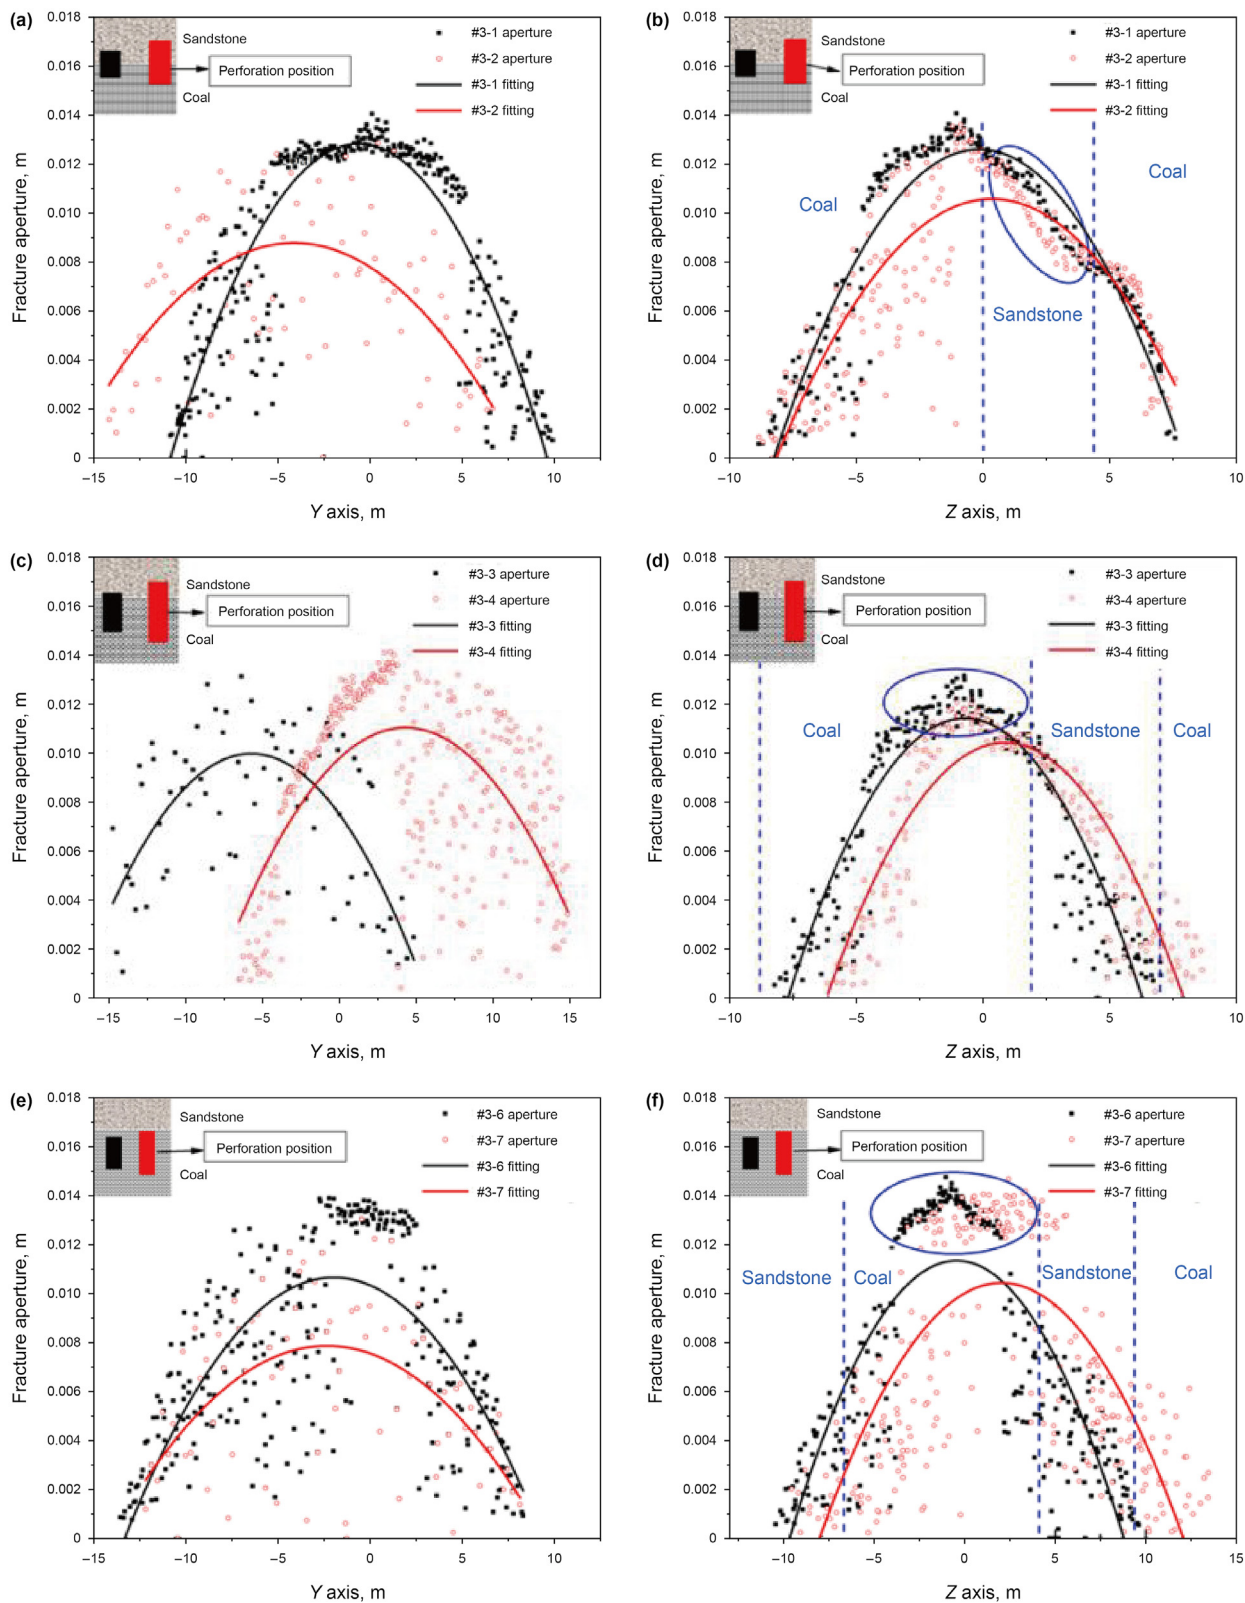 (a)
0.018
0.016
0.014
0.012
0.010
0.008
0.006
0.004
0.002
0
Fracture aperture, m
Sandstone
Perforation position
Coal
#3-1 aperture
#3-2 aperture
#3-1 fitting
#3-2 fitting
−15 −10 −5 0 5 10
Y axis, m
(b)
0.018
0.016
0.014
0.012
0.010
0.008
0.006
0.004
0.002
0
Fracture aperture, m
Sandstone
Perforation position
Coal
#3-1 aperture
#3-2 aperture
#3-1 fitting
#3-2 fitting
Coal
Coal
Sandstone
−10 −5 0 5 10
Z axis, m
(c)
0.018
0.016
0.014
0.012
0.010
0.008
0.006
0.004
0.002
0
Fracture aperture, m
Sandstone
Perforation position
Coal
#3-3 aperture
#3-4 aperture
#3-3 fitting
#3-4 fitting
−15 −10 −5 0 5 10 15
Y axis, m
(d)
0.018
0.016
0.014
0.012
0.010
0.008
0.006
0.004
0.002
0
Fracture aperture, m
Sandstone
Perforation position
Coal
#3-3 aperture
#3-4 aperture
#3-3 fitting
#3-4 fitting
Coal Sandstone Coal
−10 −5 0 5 10
Z axis, m
(e)
0.018
0.016
0.014
0.012
0.010
0.008
0.006
0.004
0.002
0
Fracture aperture, m
Sandstone
Perforation position
Coal
#3-6 aperture
#3-7 aperture
#3-6 fitting
#3-7 fitting
−15 −10 −5 0 5 10
Y axis, m
(f)
0.018
0.016
0.014
0.012
0.010
0.008
0.006
0.004
0.002
0
Fracture aperture, m
Sandstone
Perforation position
Coal
#3-6 aperture
#3-7 aperture
#3-6 fitting
#3-7 fitting
Sandstone Coal Sandstone Coal
−10 −5 0 5 10 15
Z axis, m